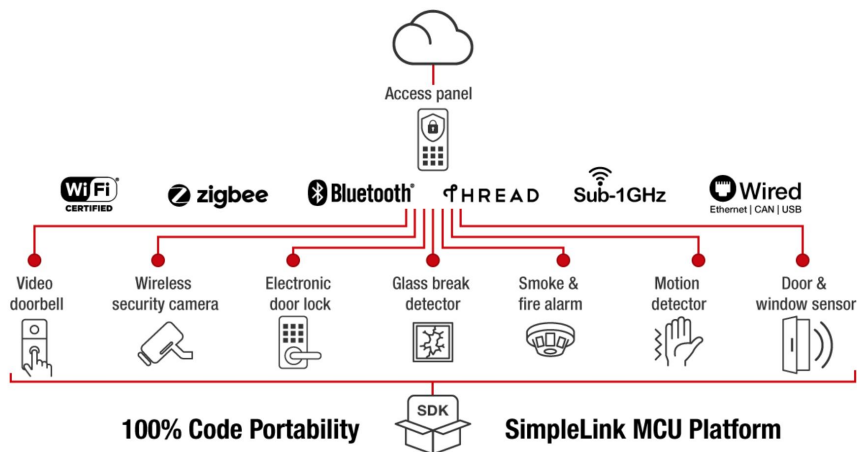 Access panel
WiFi
CERTIFIED
zigbee
Bluetooth®
THREAD
Sub-1GHz
Wired
Ethernet | CAN | USB
Video
doorbell
Wireless
security camera
Electronic
door lock
Glass break
detector
Smoke &
fire alarm
Motion
detector
Door &
window sensor
SDK
100% Code Portability
SimpleLink MCU Platform